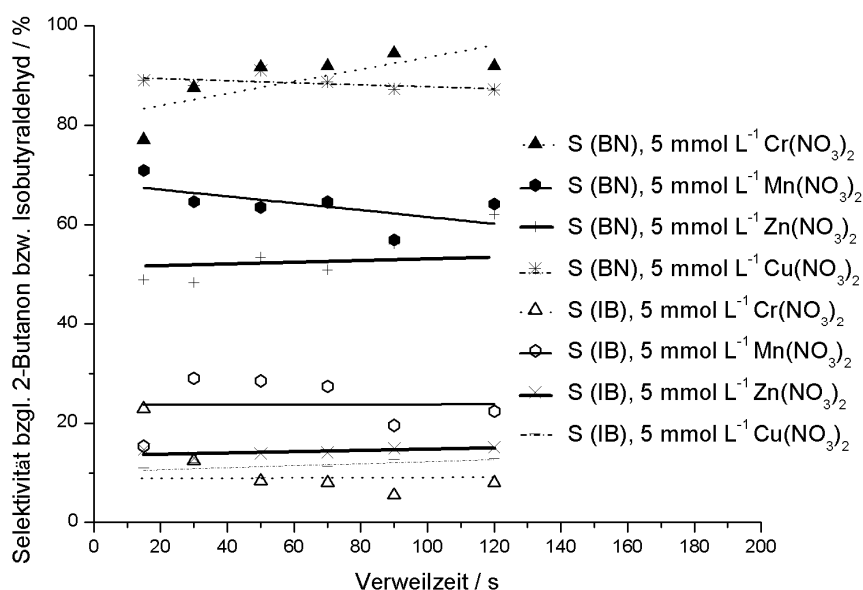 Selektivität bzgl. 2-Butanon bzw. Isobutyraldehyd / %
100
80
60
40
20
0
S (BN), 5 mmol L⁻¹ Cr(NO₃)₂
S (BN), 5 mmol L⁻¹ Mn(NO₃)₂
S (BN), 5 mmol L⁻¹ Zn(NO₃)₂
S (BN), 5 mmol L⁻¹ Cu(NO₃)₂
S (IB), 5 mmol L⁻¹ Cr(NO₃)₂
S (IB), 5 mmol L⁻¹ Mn(NO₃)₂
S (IB), 5 mmol L⁻¹ Zn(NO₃)₂
S (IB), 5 mmol L⁻¹ Cu(NO₃)₂
0 20 40 60 80 100 120 140 160 180 200
Verweilzeit / s